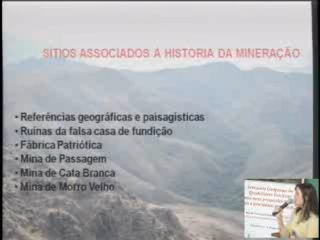 SÍTIOS ASSOCIADOS A HISTORIA DA MINERAÇÃO
• Referências geográficas e paisagísticas
• Ruínas da falsa casa de fundição
• Fábrica Patriótica
• Mina de Passagem
• Mina de Cata Branca
• Mina de Morro Velho